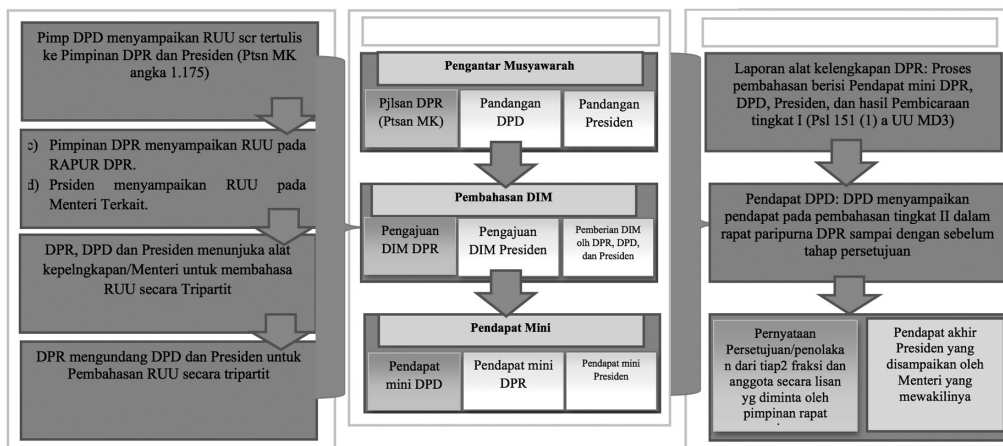 Pimp DPD menyampaikan RUU scr tertulis
ke Pimpinan DPR dan Presiden (Ptsn MK
angka 1.175)
c) Pimpinan DPR menyampaikan RUU pada
RAPUR DPR.
d) Prsiden menyampaikan RUU pada
Menteri Terkait.
DPR, DPD dan Presiden menunjuka alat
kepelngkapan/Menteri untuk membahasa
RUU secara Tripartit
DPR mengundang DPD dan Presiden untuk
Pembahasan RUU secara tripartit
Pengantar Musyawarah
Pjlsan DPR
(Ptsan MK)
Pandangan
DPD
Pandangan
Presiden
Pembahasan DIM
Pengajuan
DIM DPR
Pengajuan
DIM Presiden
Pemberian DIM
olh DPR, DPD,
dan Presiden
Pendapat Mini
Pendapat
mini DPD
Pendapat mini
DPR
Pendapat mini
Presiden
Laporan alat kelengkapan DPR: Proses
pembahasan berisi Pendapat mini DPR,
DPD, Presiden, dan hasil Pembicaraan
tingkat I (Psl 151 (1) a UU MD3)
Pendapat DPD: DPD menyampaikan
pendapat pada pembahasan tingkat II dalam
rapat paripurna DPR sampai dengan sebelum
tahap persetujuan
Pernyataan
Persetujuan/penolaka
n dari tiap2 fraksi dan
anggota secara lisan
yg diminta oleh
pimpinan rapat
Pendapat akhir
Presiden yang
disampaikan oleh
Menteri yang
mewakilinya